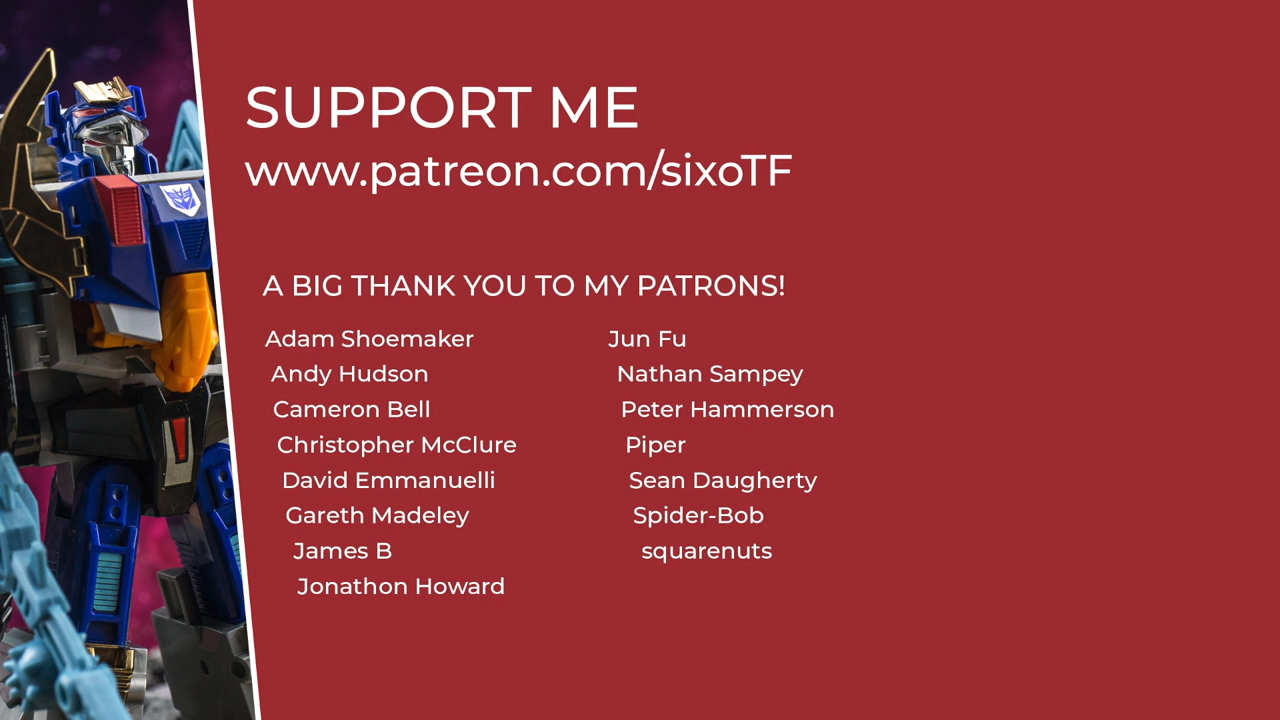 SUPPORT ME
www.patreon.com/sixoTF
A BIG THANK YOU TO MY PATRONS!
Adam Shoemaker
Andy Hudson
Cameron Bell
Christopher McClure
David Emmanuelli
Gareth Madeley
James B
Jonathon Howard
Jun Fu
Nathan Sampey
Peter Hammerson
Piper
Sean Daugherty
Spider-Bob
squarenuts